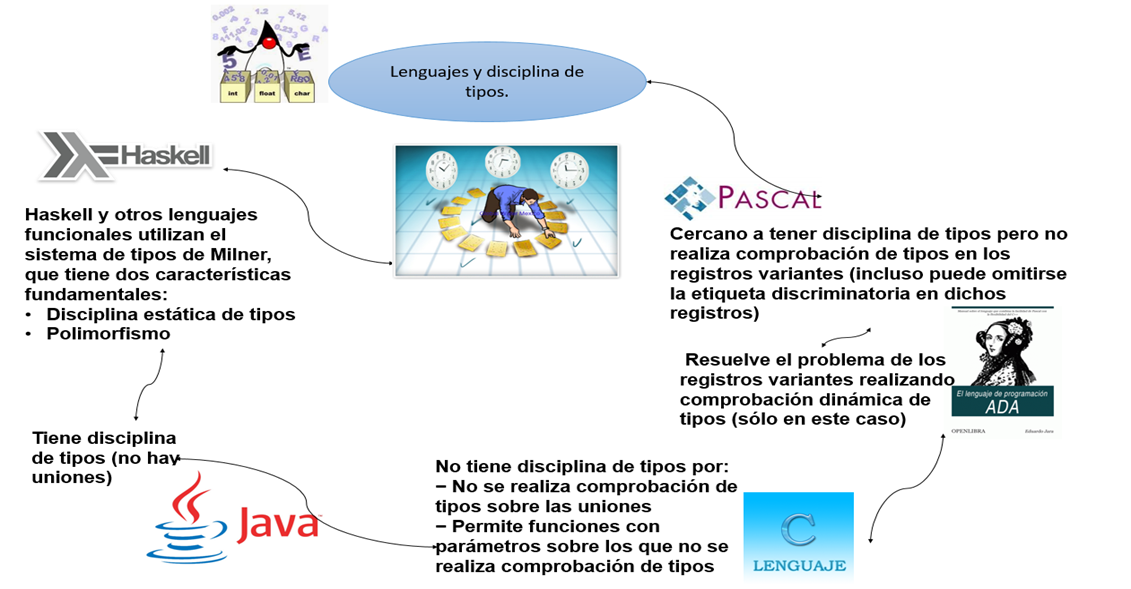 Lenguajes y disciplina de
tipos.
int float char
Haskell
Haskell y otros lenguajes
funcionales utilizan el
sistema de tipos de Milner,
que tiene dos características
fundamentales:
• Disciplina estática de tipos
• Polimorfismo
PASCAL
Cercano a tener disciplina de tipos pero no
realiza comprobación de tipos en los
registros variantes (incluso puede omitirse
la etiqueta discriminatoria en dichos
registros)
Resuelve el problema de los
registros variantes realizando
comprobación dinámica de
tipos (sólo en este caso)
El lenguaje de programación
ADA
OPENLIBRA
Tiene disciplina
de tipos (no hay
uniones)
Java
No tiene disciplina de tipos por:
− No se realiza comprobación de
tipos sobre las uniones
− Permite funciones con
parámetros sobre los que no se
realiza comprobación de tipos
C
LENGUAJE